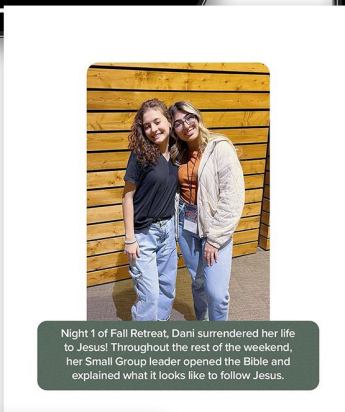 Night 1 of Fall Retreat, Dani surrendered her life
to Jesus! Throughout the rest of the weekend,
her Small Group leader opened the Bible and
explained what it looks like to follow Jesus.